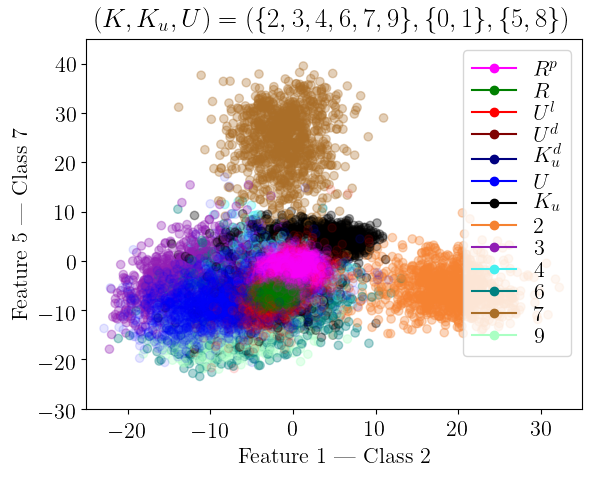 (K, K_u, U) = ({2, 3, 4, 6, 7, 9}, {0, 1}, {5, 8})
40
30
20
10
0
−10
−20
−30
Feature 5 — Class 7
R^p
R
U^l
U^d
K_u^d
U
K_u
2
3
4
6
7
9
−20 −10 0 10 20 30
Feature 1 — Class 2